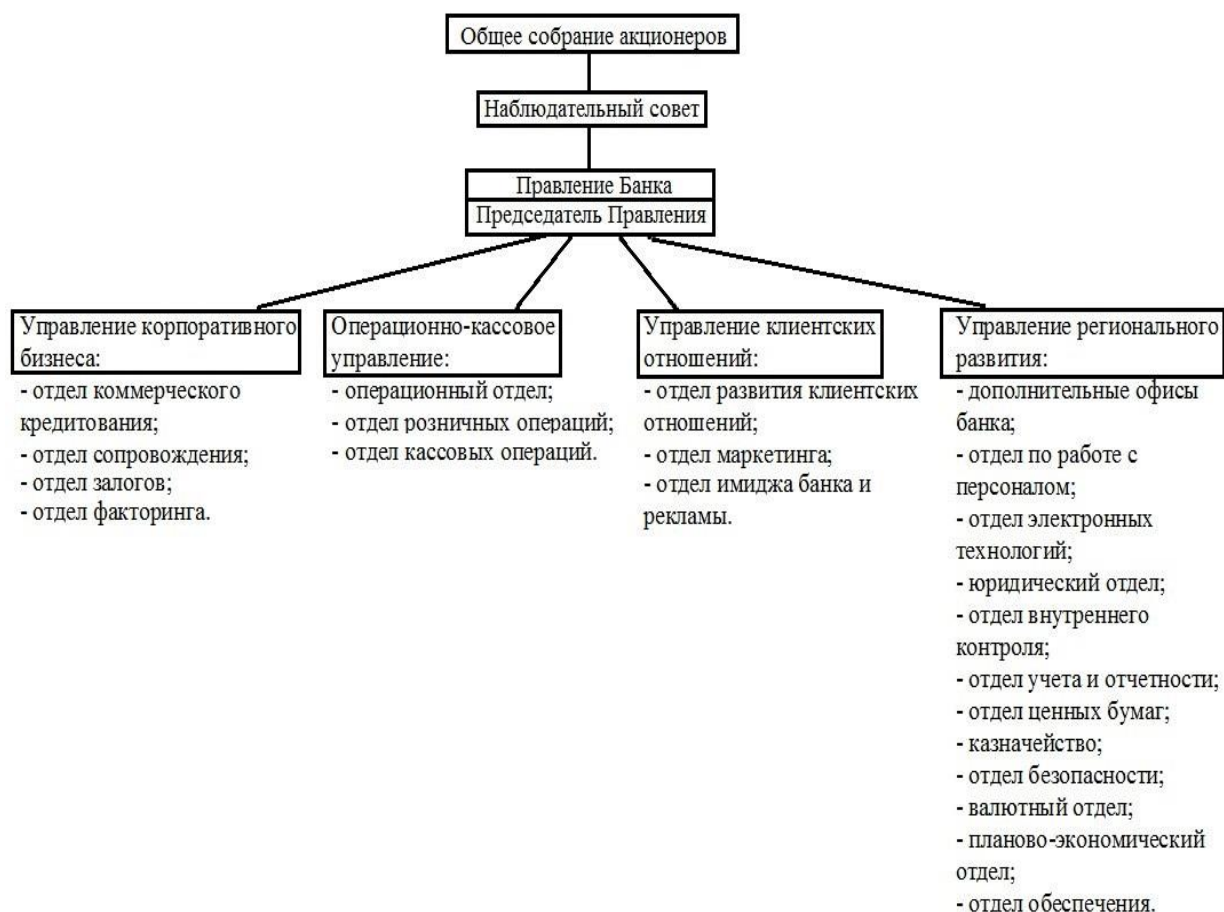 Общее собрание акционеров
Наблюдательный совет
Правление Банка
Председатель Правления
Управление корпоративного
бизнеса:
- отдел коммерческого
кредитования;
- отдел сопровождения;
- отдел залогов;
- отдел факторинга.
Операционно-кассовое
управление:
- операционный отдел;
- отдел розничных операций;
- отдел кассовых операций.
Управление клиентских
отношений:
- отдел развития клиентских
отношений;
- отдел маркетинга;
- отдел имиджа банка и
рекламы.
Управление регионального
развития:
- дополнительные офисы
банка;
- отдел по работе с
персоналом;
- отдел электронных
технологий;
- юридический отдел;
- отдел внутреннего
контроля;
- отдел учета и отчетности;
- отдел ценных бумаг;
- казначейство;
- отдел безопасности;
- валютный отдел;
- планово-экономический
отдел;
- отдел обеспечения.